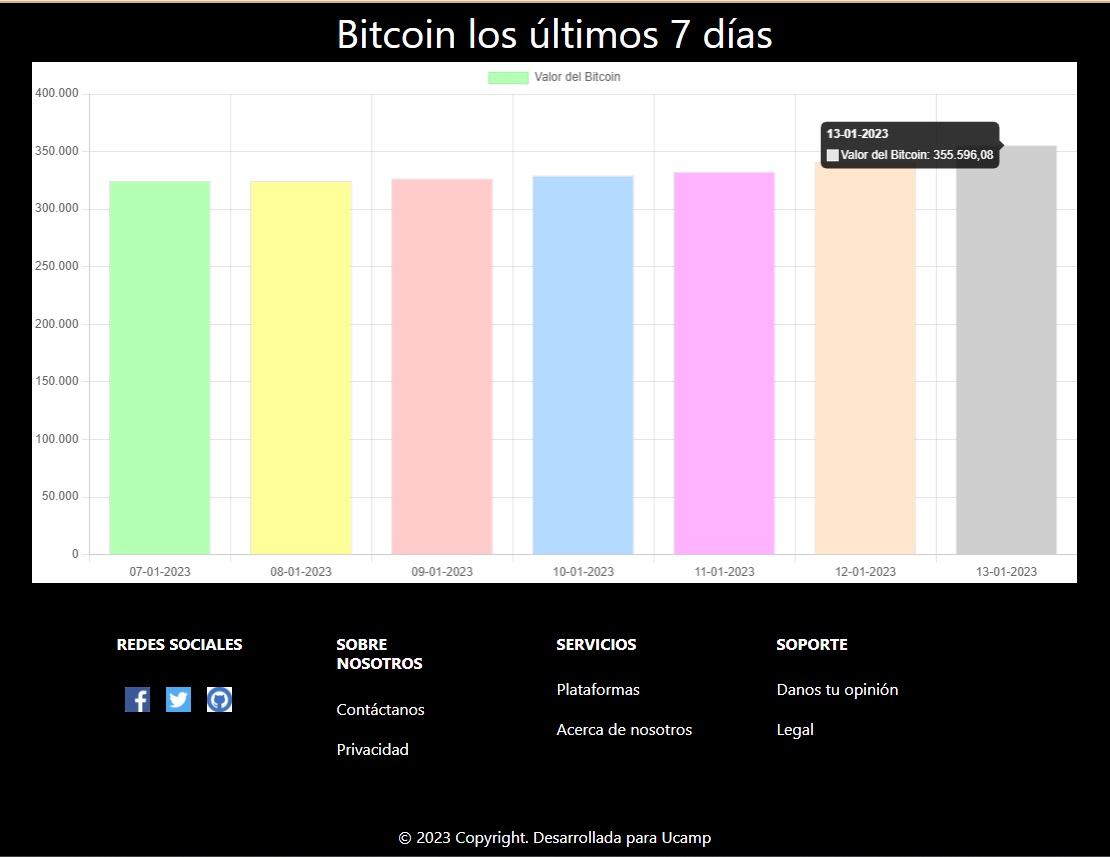 Bitcoin los últimos 7 días
Valor del Bitcoin
400.000
350.000
300.000
250.000
200.000
150.000
100.000
50.000
0
13-01-2023
Valor del Bitcoin: 355.596,08
07-01-2023
08-01-2023
09-01-2023
10-01-2023
11-01-2023
12-01-2023
13-01-2023
REDES SOCIALES
SOBRE
NOSOTROS
Contáctanos
Privacidad
SERVICIOS
Plataformas
Acerca de nosotros
SOPORTE
Danos tu opinión
Legal
© 2023 Copyright. Desarrollada para Ucamp